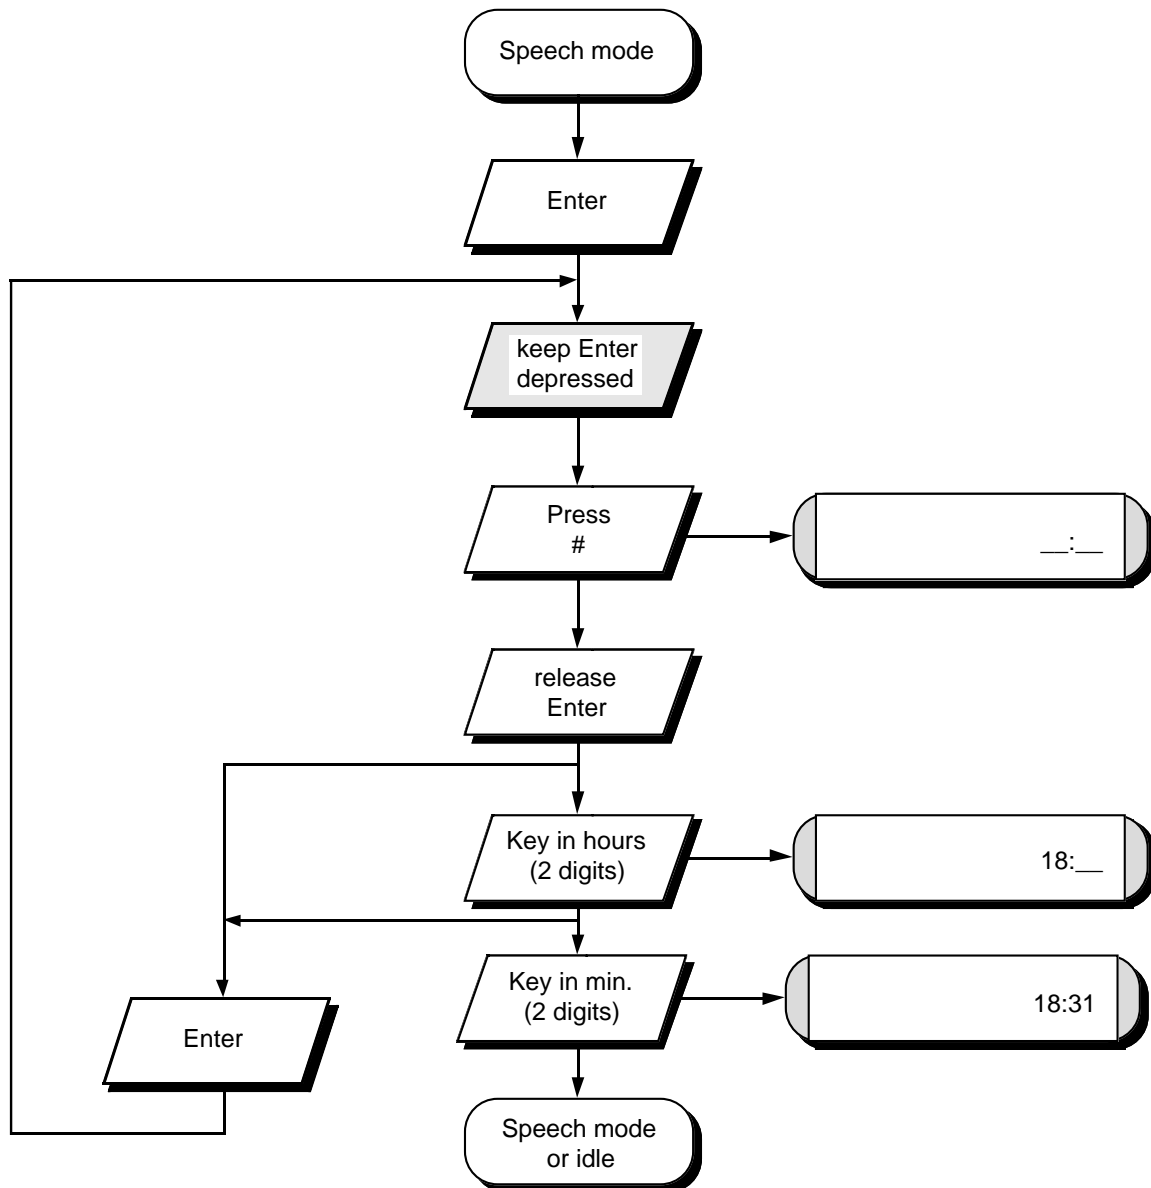 Speech mode
Enter
keep Enter
depressed
Press
#
__:__
release
Enter
Key in hours
(2 digits)
18:__
Key in min.
(2 digits)
18:31
Enter
Speech mode
or idle